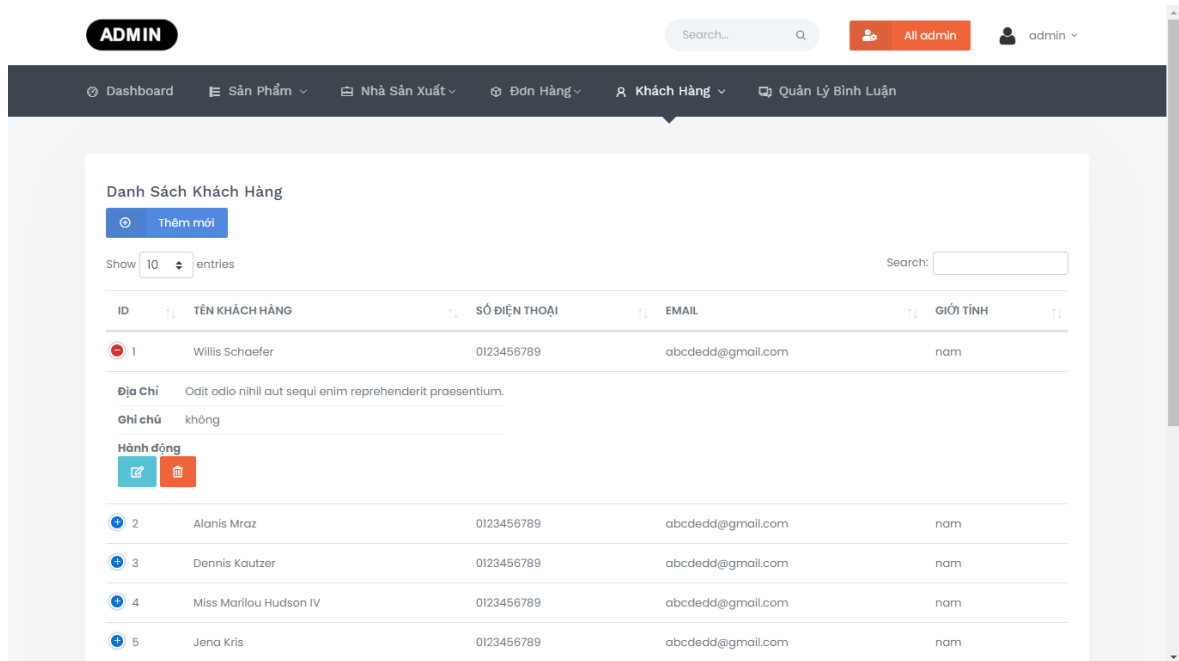 ADMIN
Search...
All admin
admin
Dashboard Sản Phẩm Nhà Sản Xuất Đơn Hàng Khách Hàng Quản Lý Bình Luận
Danh Sách Khách Hàng
Thêm mới
Show 10 entries
Search:
ID TÊN KHÁCH HÀNG SỐ ĐIỆN THOẠI EMAIL GIỚI TÍNH
1 Willis Schaefer 0123456789 abcdedd@gmail.com nam
Địa Chỉ Odit odio nihil aut sequi enim reprehenderit praesentium.
Ghi chú không
Hành động
2 Alanis Mraz 0123456789 abcdedd@gmail.com nam
3 Dennis Kautzer 0123456789 abcdedd@gmail.com nam
4 Miss Marilou Hudson IV 0123456789 abcdedd@gmail.com nam
5 Jena Kris 0123456789 abcdedd@gmail.com nam